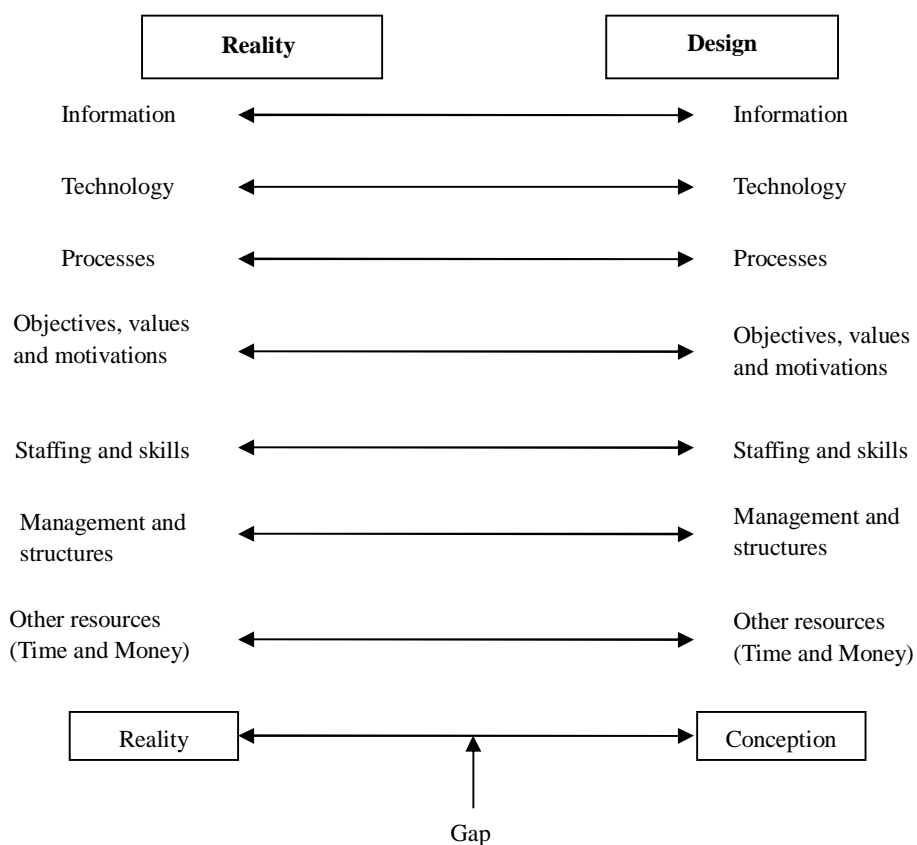 Reality
Design
Information
Information
Technology
Technology
Processes
Processes
Objectives, values
and motivations
Objectives, values
and motivations
Staffing and skills
Staffing and skills
Management and
structures
Management and
structures
Other resources
(Time and Money)
Other resources
(Time and Money)
Reality
Conception
Gap